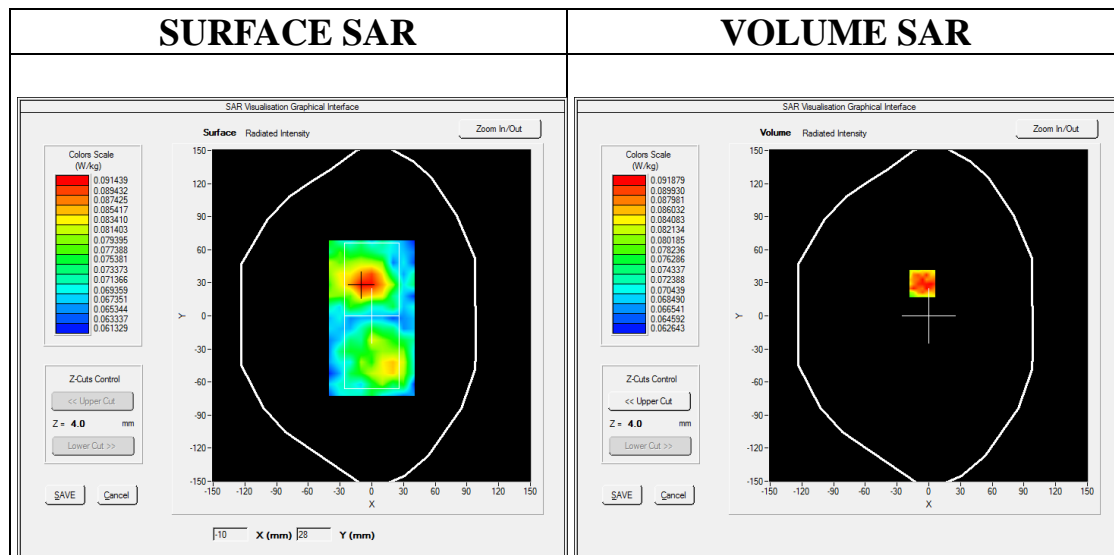 SURFACE SAR
VOLUME SAR
SAR Visualisation Graphical Interface
Surface Radiated Intensity
Zoom In/Out
Colors Scale
(W/kg)
0.091439
0.089432
0.087425
0.085417
0.083410
0.081403
0.079395
0.077388
0.075381
0.073373
0.071366
0.069359
0.067351
0.065344
0.063337
0.061329
Z-Cuts Control
<< Upper Cut
Z = 4.0 mm
Lower Cut >>
SAVE Cancel
150
120
90
60
30
0
-30
-60
-90
-120
-150
Y
-150 -120 -90 -60 -30 0 30 60 90 120 150
X
-10 X (mm) 28 Y (mm)
SAR Visualisation Graphical Interface
Volume Radiated Intensity
Zoom In/Out
Colors Scale
(W/kg)
0.091879
0.089930
0.087981
0.086032
0.084083
0.082134
0.080185
0.078236
0.076286
0.074337
0.072388
0.070439
0.068490
0.066541
0.064592
0.062643
Z-Cuts Control
<< Upper Cut
Z = 4.0 mm
Lower Cut >>
SAVE Cancel
150
120
90
60
30
0
-30
-60
-90
-120
-150
Y
-150 -120 -90 -60 -30 0 30 60 90 120 150
X